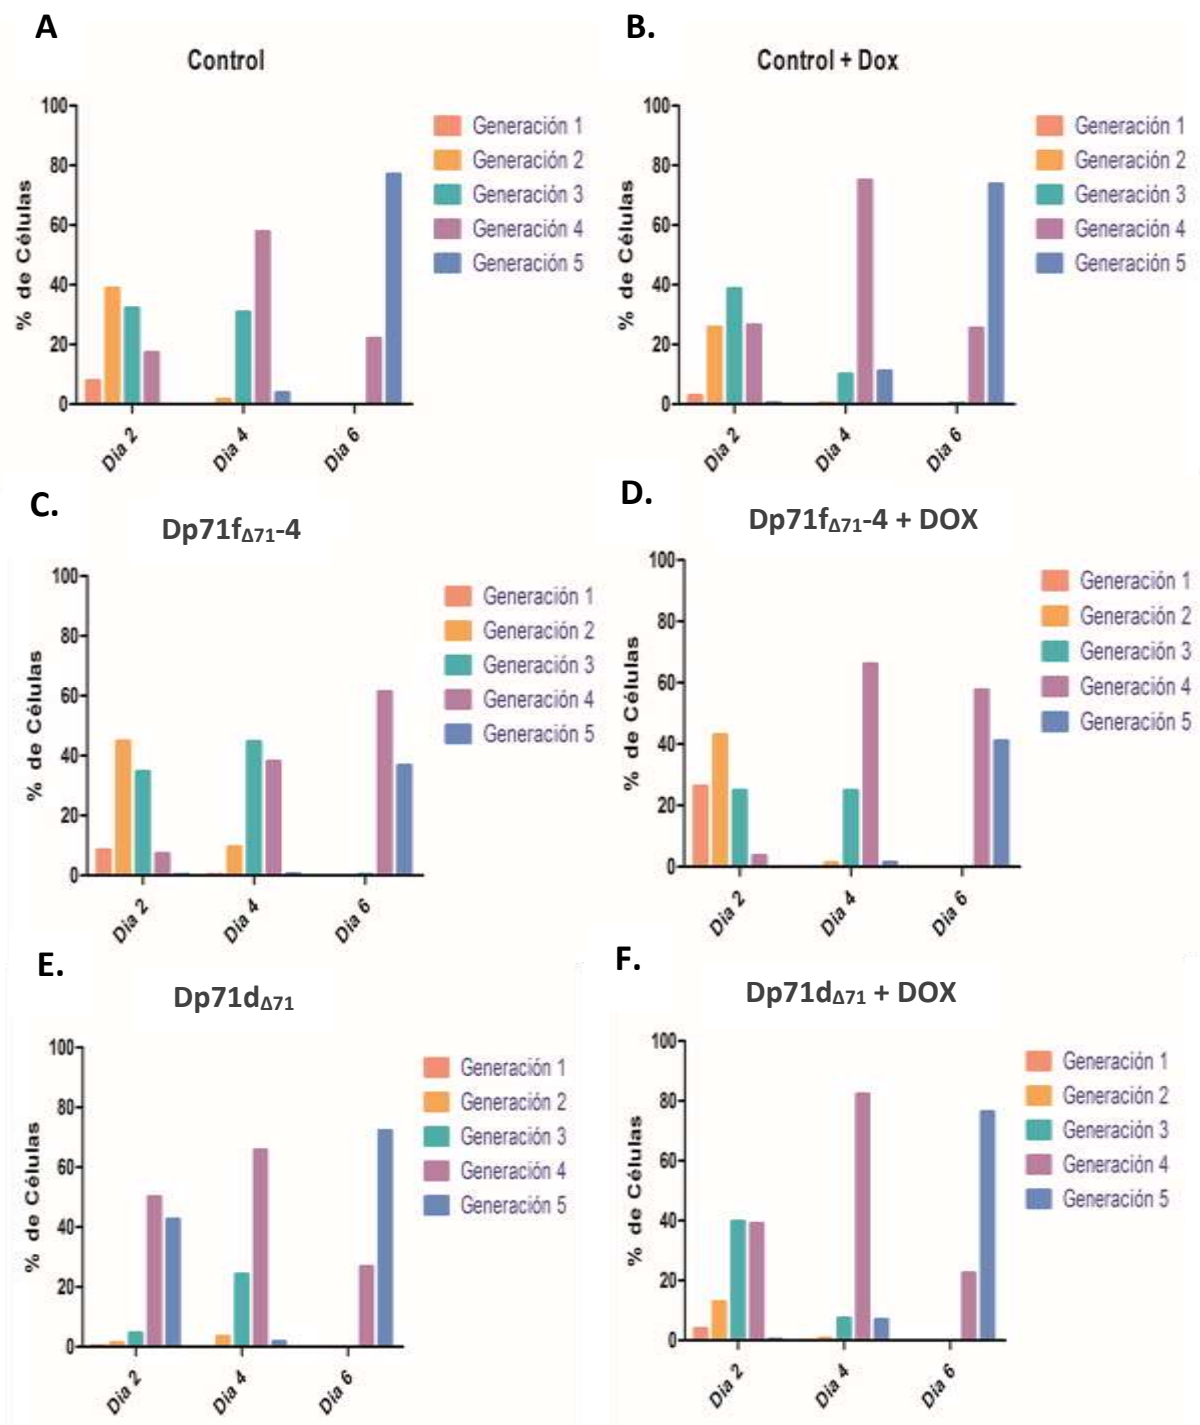 A
Control
100
80
60
40
20
0
% de Células
Dia 2
Dia 4
Dia 6
Generación 1
Generación 2
Generación 3
Generación 4
Generación 5
B.
Control + Dox
100
80
60
40
20
0
% de Células
Dia 2
Dia 4
Dia 6
Generación 1
Generación 2
Generación 3
Generación 4
Generación 5
C.
Dp71fΔ71-4
100
80
60
40
20
0
% de Células
Dia 2
Dia 4
Dia 6
Generación 1
Generación 2
Generación 3
Generación 4
Generación 5
D.
Dp71fΔ71-4 + DOX
100
80
60
40
20
0
% de Células
Dia 2
Dia 4
Dia 6
Generación 1
Generación 2
Generación 3
Generación 4
Generación 5
E.
Dp71dΔ71
100
80
60
40
20
0
% de Células
Dia 2
Dia 4
Dia 6
Generación 1
Generación 2
Generación 3
Generación 4
Generación 5
F.
Dp71dΔ71 + DOX
100
80
60
40
20
0
% de Células
Dia 2
Dia 4
Dia 6
Generación 1
Generación 2
Generación 3
Generación 4
Generación 5